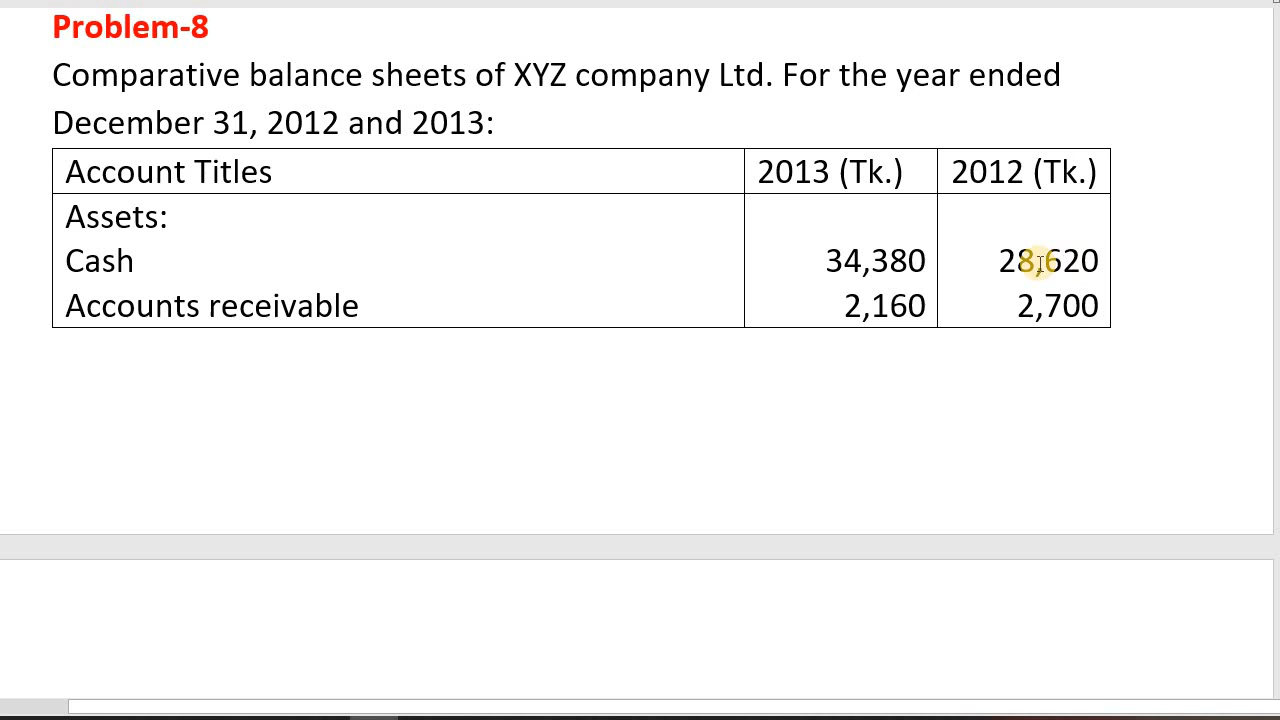 Problem-8
Comparative balance sheets of XYZ company Ltd. For the year ended
December 31, 2012 and 2013:
Account Titles 2013 (Tk.) 2012 (Tk.)
Assets:
Cash 34,380 28,620
Accounts receivable 2,160 2,700